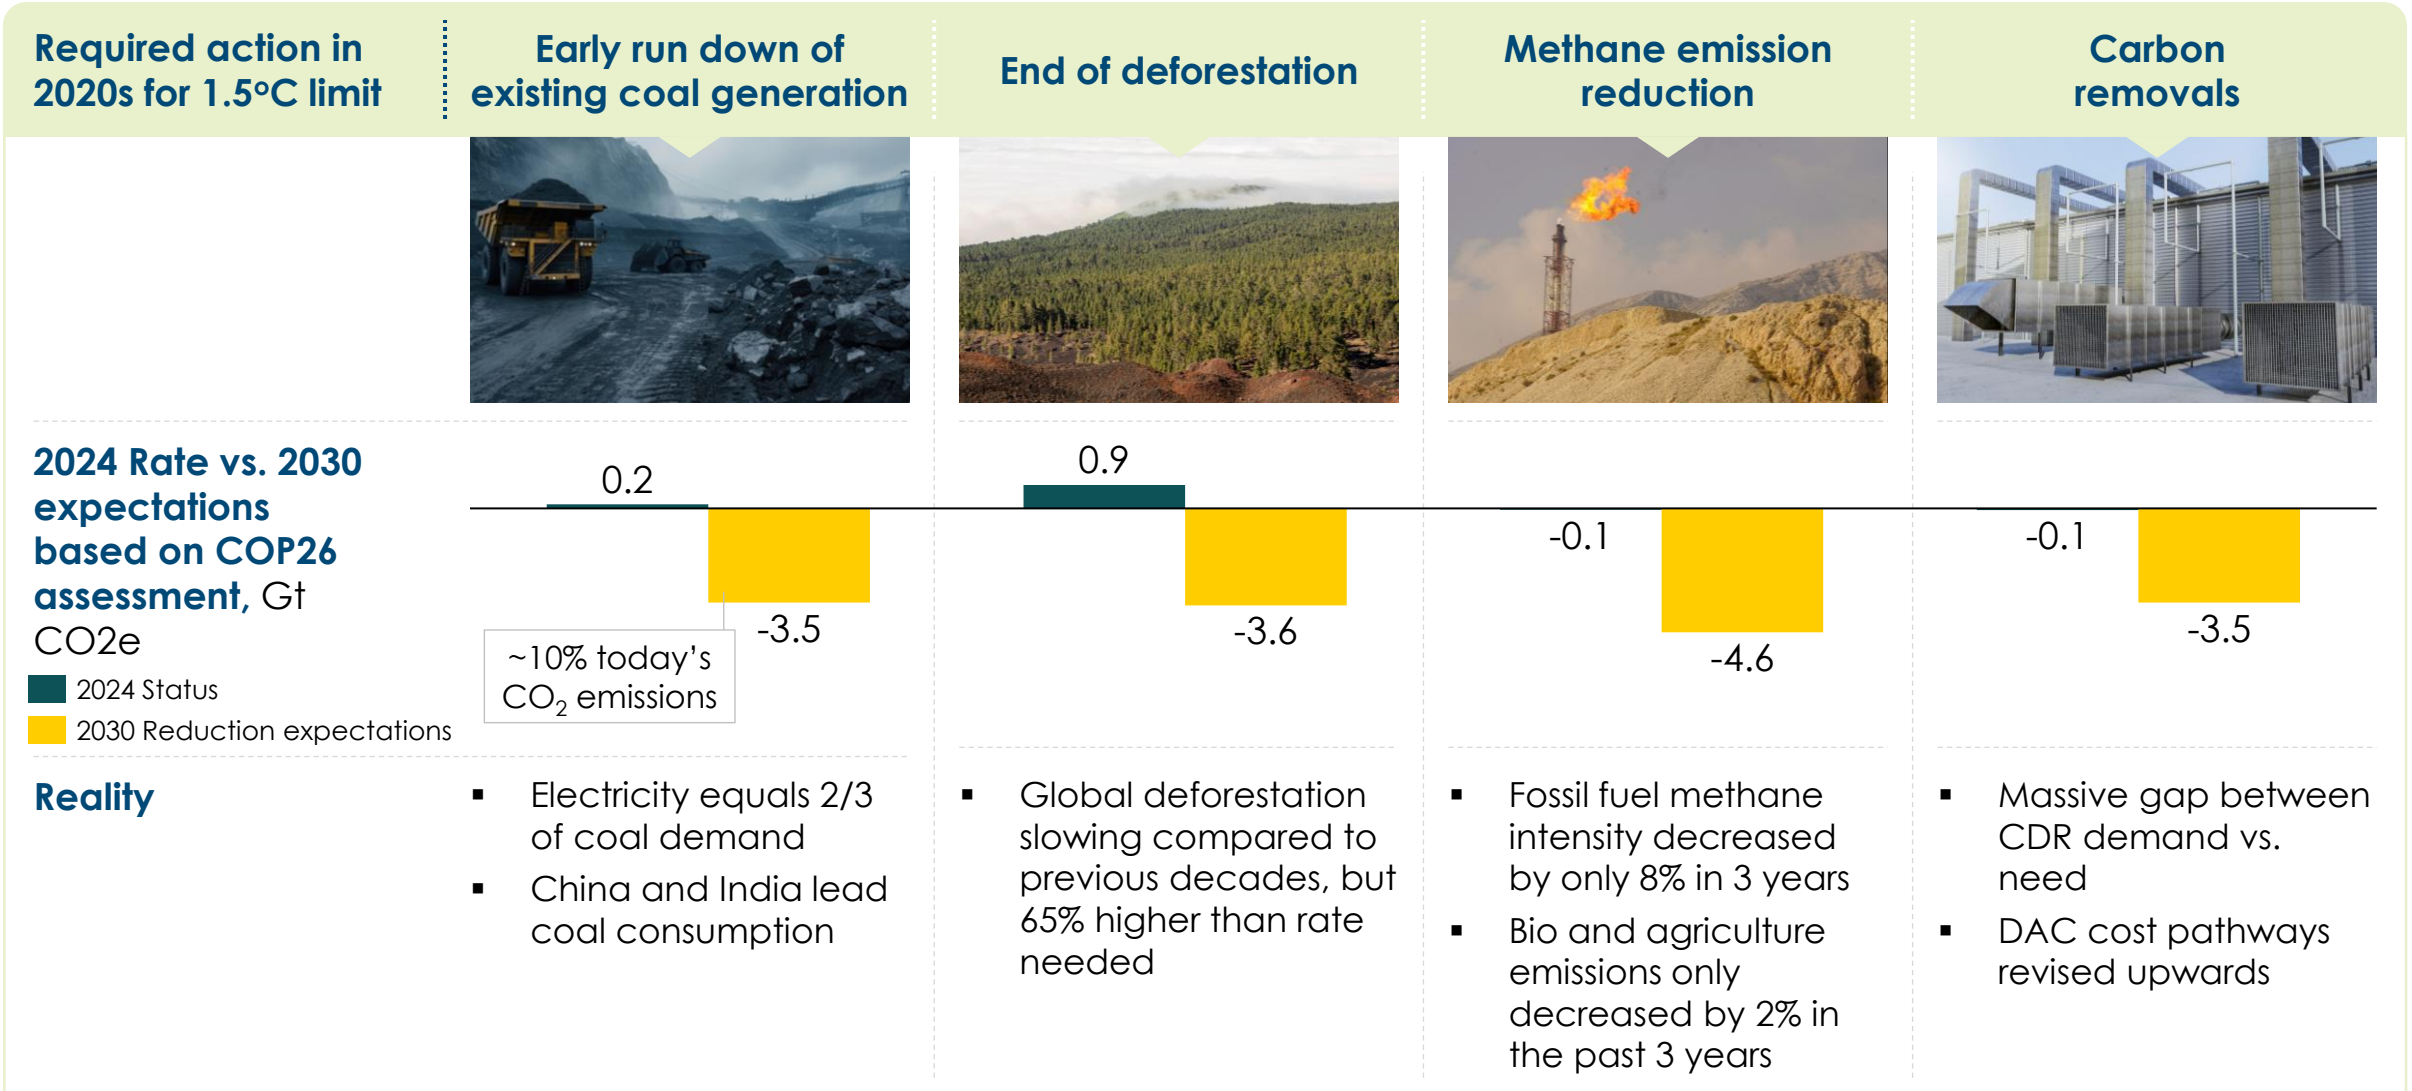 Required action in
2020s for 1.5°C limit
Early run down of
existing coal generation
End of deforestation
Methane emission
reduction
Carbon
removals
2024 Rate vs. 2030
expectations
based on COP26
assessment, Gt
CO2e
2024 Status
2030 Reduction expectations
0.2
-3.5
~10% today's
CO₂ emissions
0.9
-3.6
-0.1
-4.6
-0.1
-3.5
Reality
▪ Electricity equals 2/3
of coal demand
▪ China and India lead
coal consumption
▪ Global deforestation
slowing compared to
previous decades, but
65% higher than rate
needed
▪ Fossil fuel methane
intensity decreased
by only 8% in 3 years
▪ Bio and agriculture
emissions only
decreased by 2% in
the past 3 years
▪ Massive gap between
CDR demand vs.
need
▪ DAC cost pathways
revised upwards